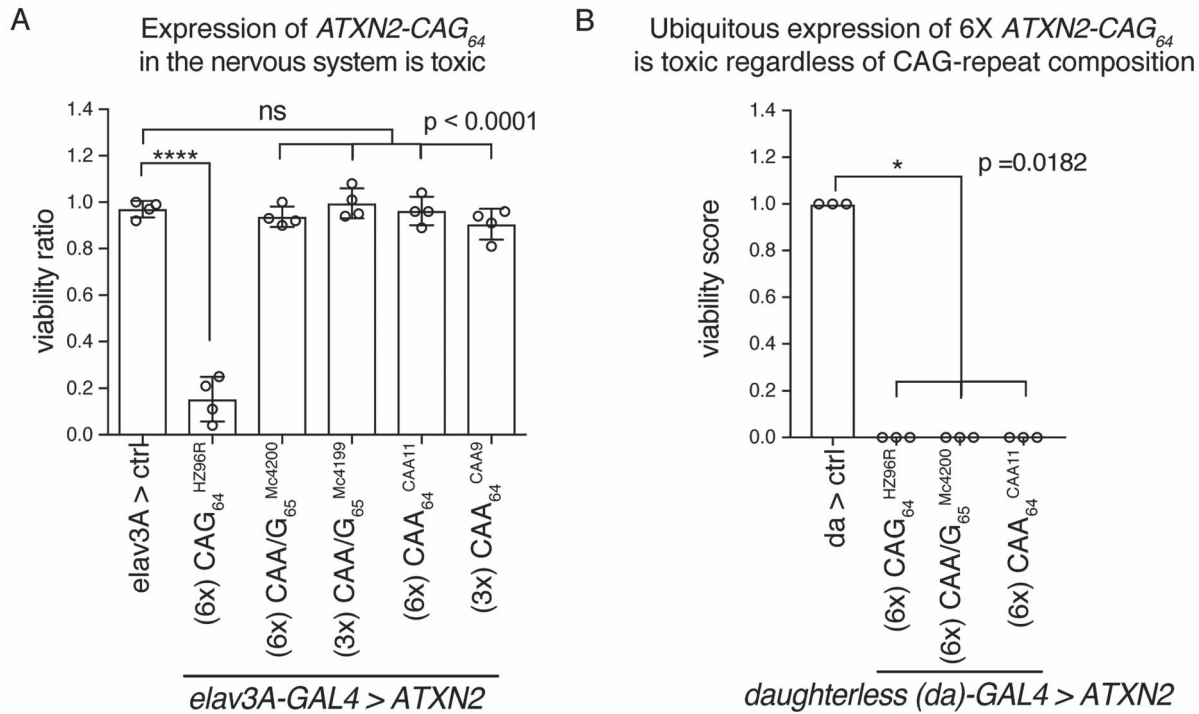 A
Expression of ATXN2-CAG64
in the nervous system is toxic
viability ratio
1.4
1.2
1.0
0.8
0.6
0.4
0.2
0.0
ns
p < 0.0001
****
elav3A > ctrl
(6x) CAG64 HZ96R
(6x) CAA/G65 Mc4200
(3x) CAA/G65 Mc4199
(6x) CAA64 CAA11
(3x) CAA64 CAA9
elav3A-GAL4 > ATXN2
B
Ubiquitous expression of 6X ATXN2-CAG64
is toxic regardless of CAG-repeat composition
viability score
1.4
1.2
1.0
0.8
0.6
0.4
0.2
0.0
*
p =0.0182
da > ctrl
(6x) CAG64 HZ96R
(6x) CAA/G65 Mc4200
(6x) CAA64 CAA11
daughterless (da)-GAL4 > ATXN2